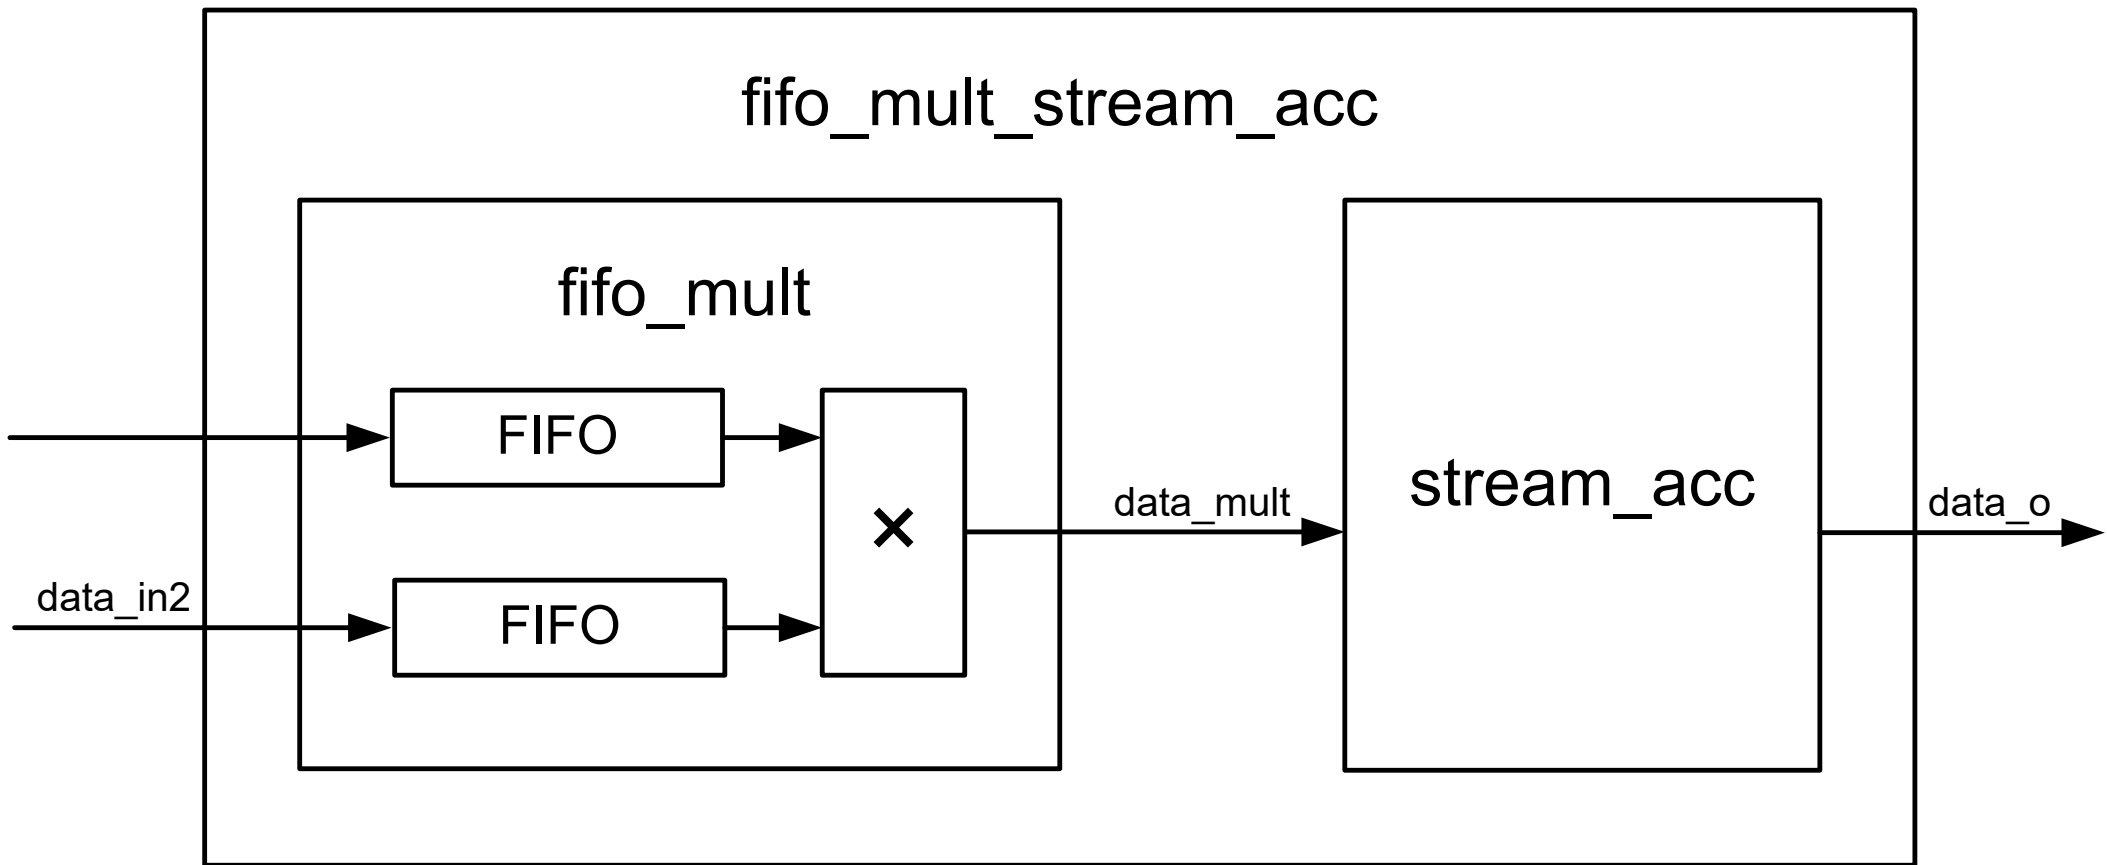 fifo_mult_stream_acc
fifo_mult
FIFO
×
FIFO
data_in2
data_mult
stream_acc
data_o